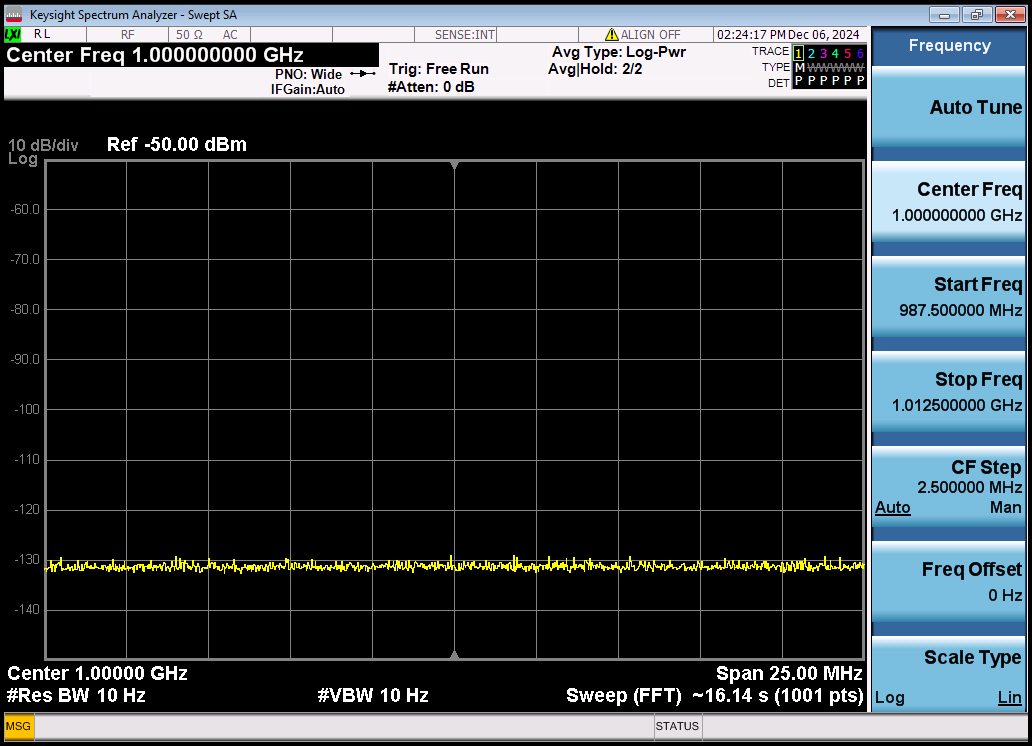 Keysight Spectrum Analyzer - Swept SA
LXI RL RF 50 Ω AC SENSE:INT ALIGN OFF 02:24:17 PM Dec 06, 2024
Center Freq 1.000000000 GHz
PNO: Wide
IFGain:Auto
Trig: Free Run
#Atten: 0 dB
Avg Type: Log-Pwr
Avg|Hold: 2/2
TRACE 1 2 3 4 5 6
TYPE M W W W W W
DET P P P P P P
10 dB/div
Log
Ref -50.00 dBm
-60.0
-70.0
-80.0
-90.0
-100
-110
-120
-130
-140
Center 1.00000 GHz
Span 25.00 MHz
#Res BW 10 Hz
#VBW 10 Hz
Sweep (FFT) ~16.14 s (1001 pts)
Frequency
Auto Tune
Center Freq
1.000000000 GHz
Start Freq
987.500000 MHz
Stop Freq
1.012500000 GHz
CF Step
2.500000 MHz
Auto Man
Freq Offset
0 Hz
Scale Type
Log Lin
MSG
STATUS